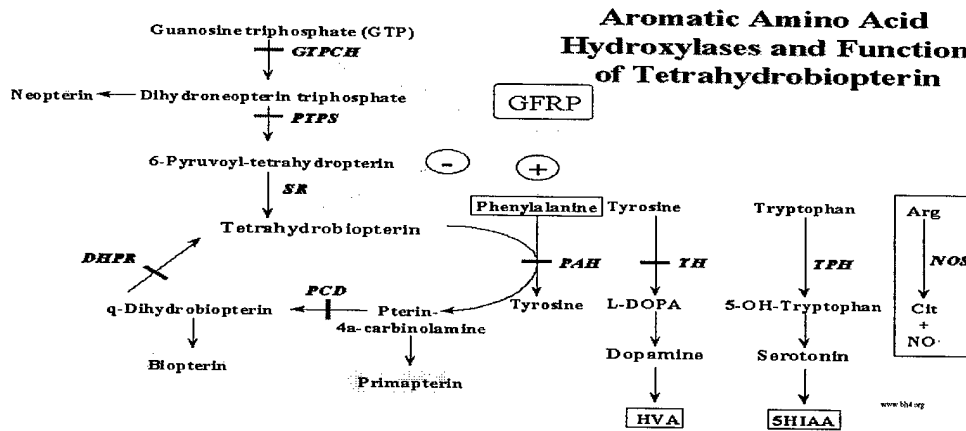 Aromatic Amino Acid
Hydroxylases and Function
of Tetrahydrobiopterin
Guanosine triphosphate (GTP)
GTPCH
Neopterin
Dihydroneopterin triphosphate
GFRP
PTPS
6-Pyruvoyl-tetrahydropterin
-
+
SR
Phenylalanine
Tyrosine
Tryptophan
Arg
Tetrahydrobiopterin
DHPR
PAH
TH
TPH
NOS
PCD
q-Dihydrobiopterin
Pterin-
4a-carbinolamine
Tyrosine
L-DOPA
5-OH-Tryptophan
Cit
+
NO·
Biopterin
Primapterin
Dopamine
Serotonin
HVA
5HIAA
www.bh4.org